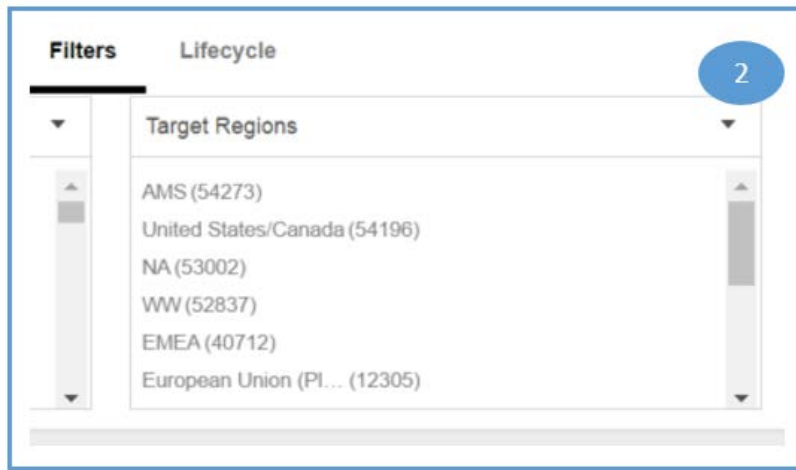 Filters Lifecycle
2
Target Regions
AMS (54273)
United States/Canada (54196)
NA (53002)
WW (52837)
EMEA (40712)
European Union (Pl... (12305)